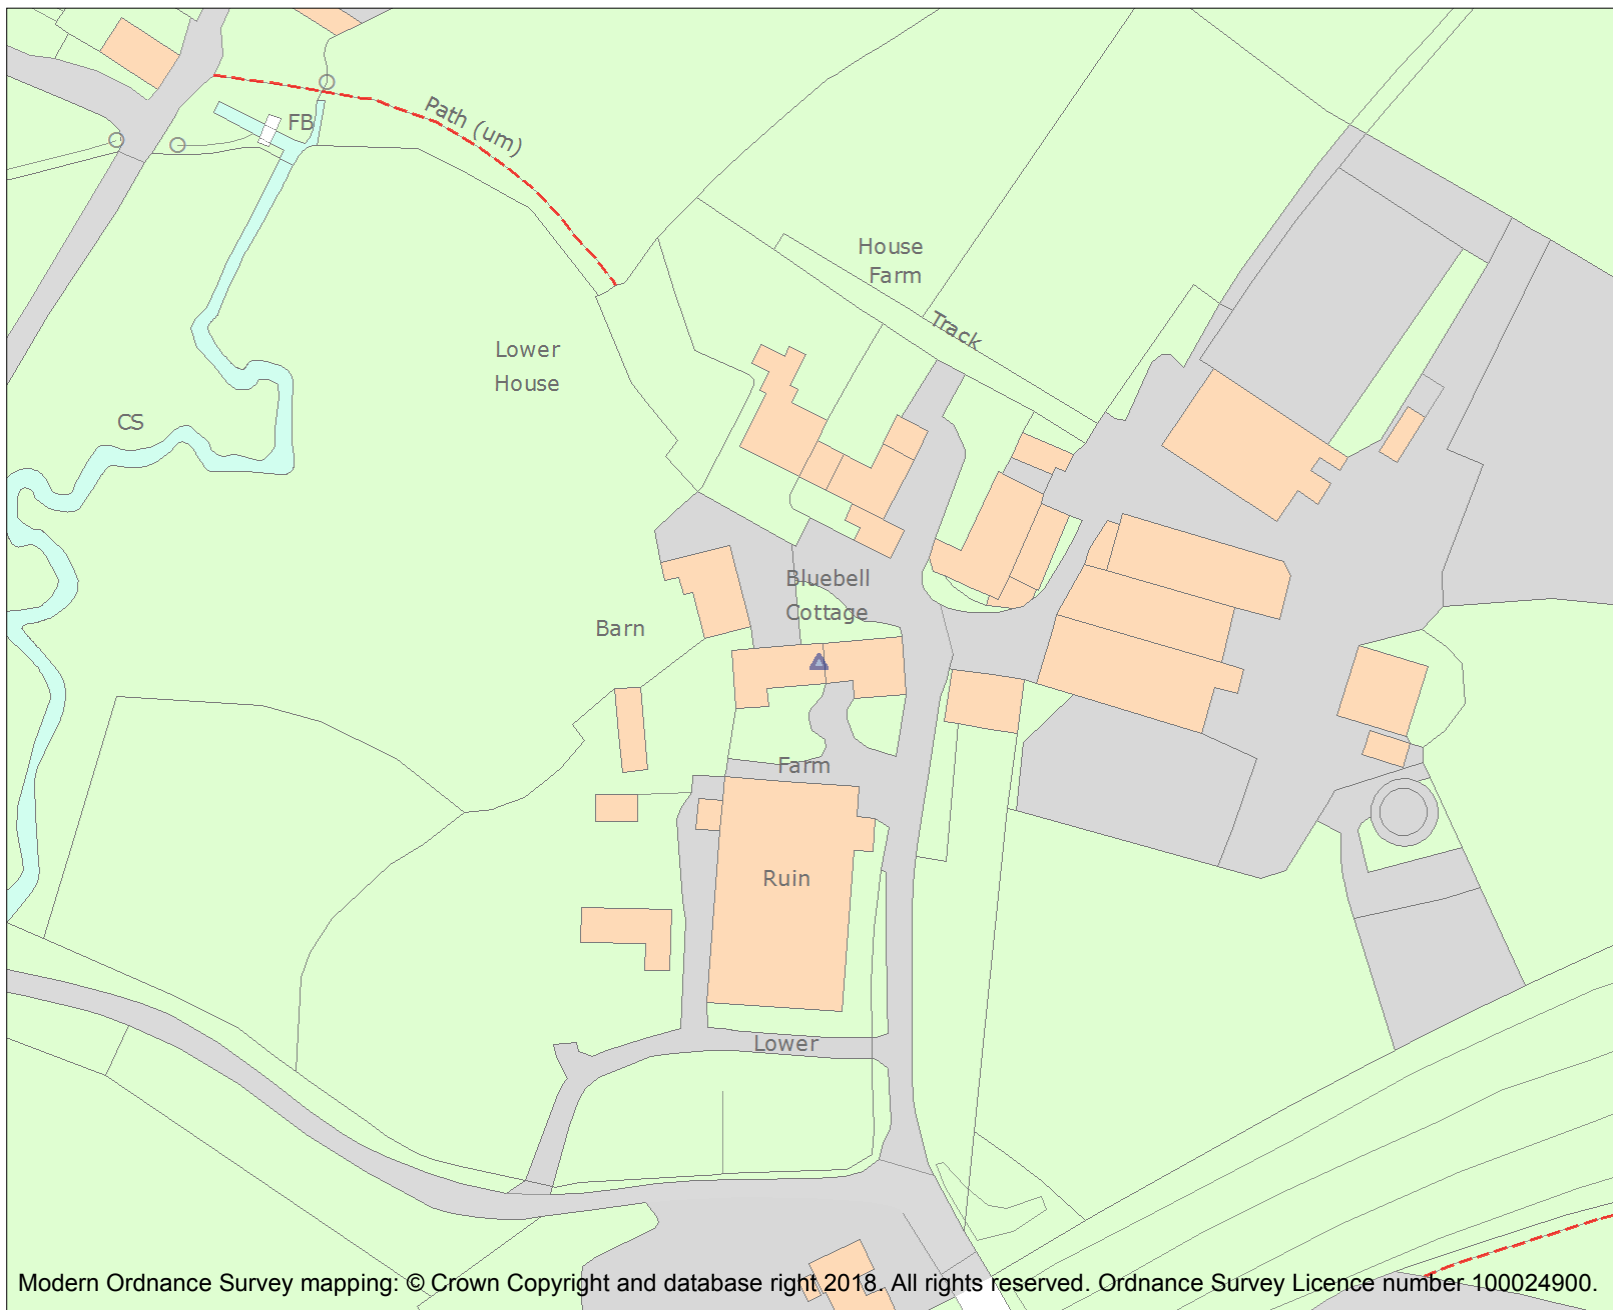 FB
Path (um)
House
Farm
Track
Lower
House
CS
Bluebell
Cottage
Barn
Farm
Ruin
Lower
Modern Ordnance Survey mapping: © Crown Copyright and database right 2018. All rights reserved. Ordnance Survey Licence number 100024900.